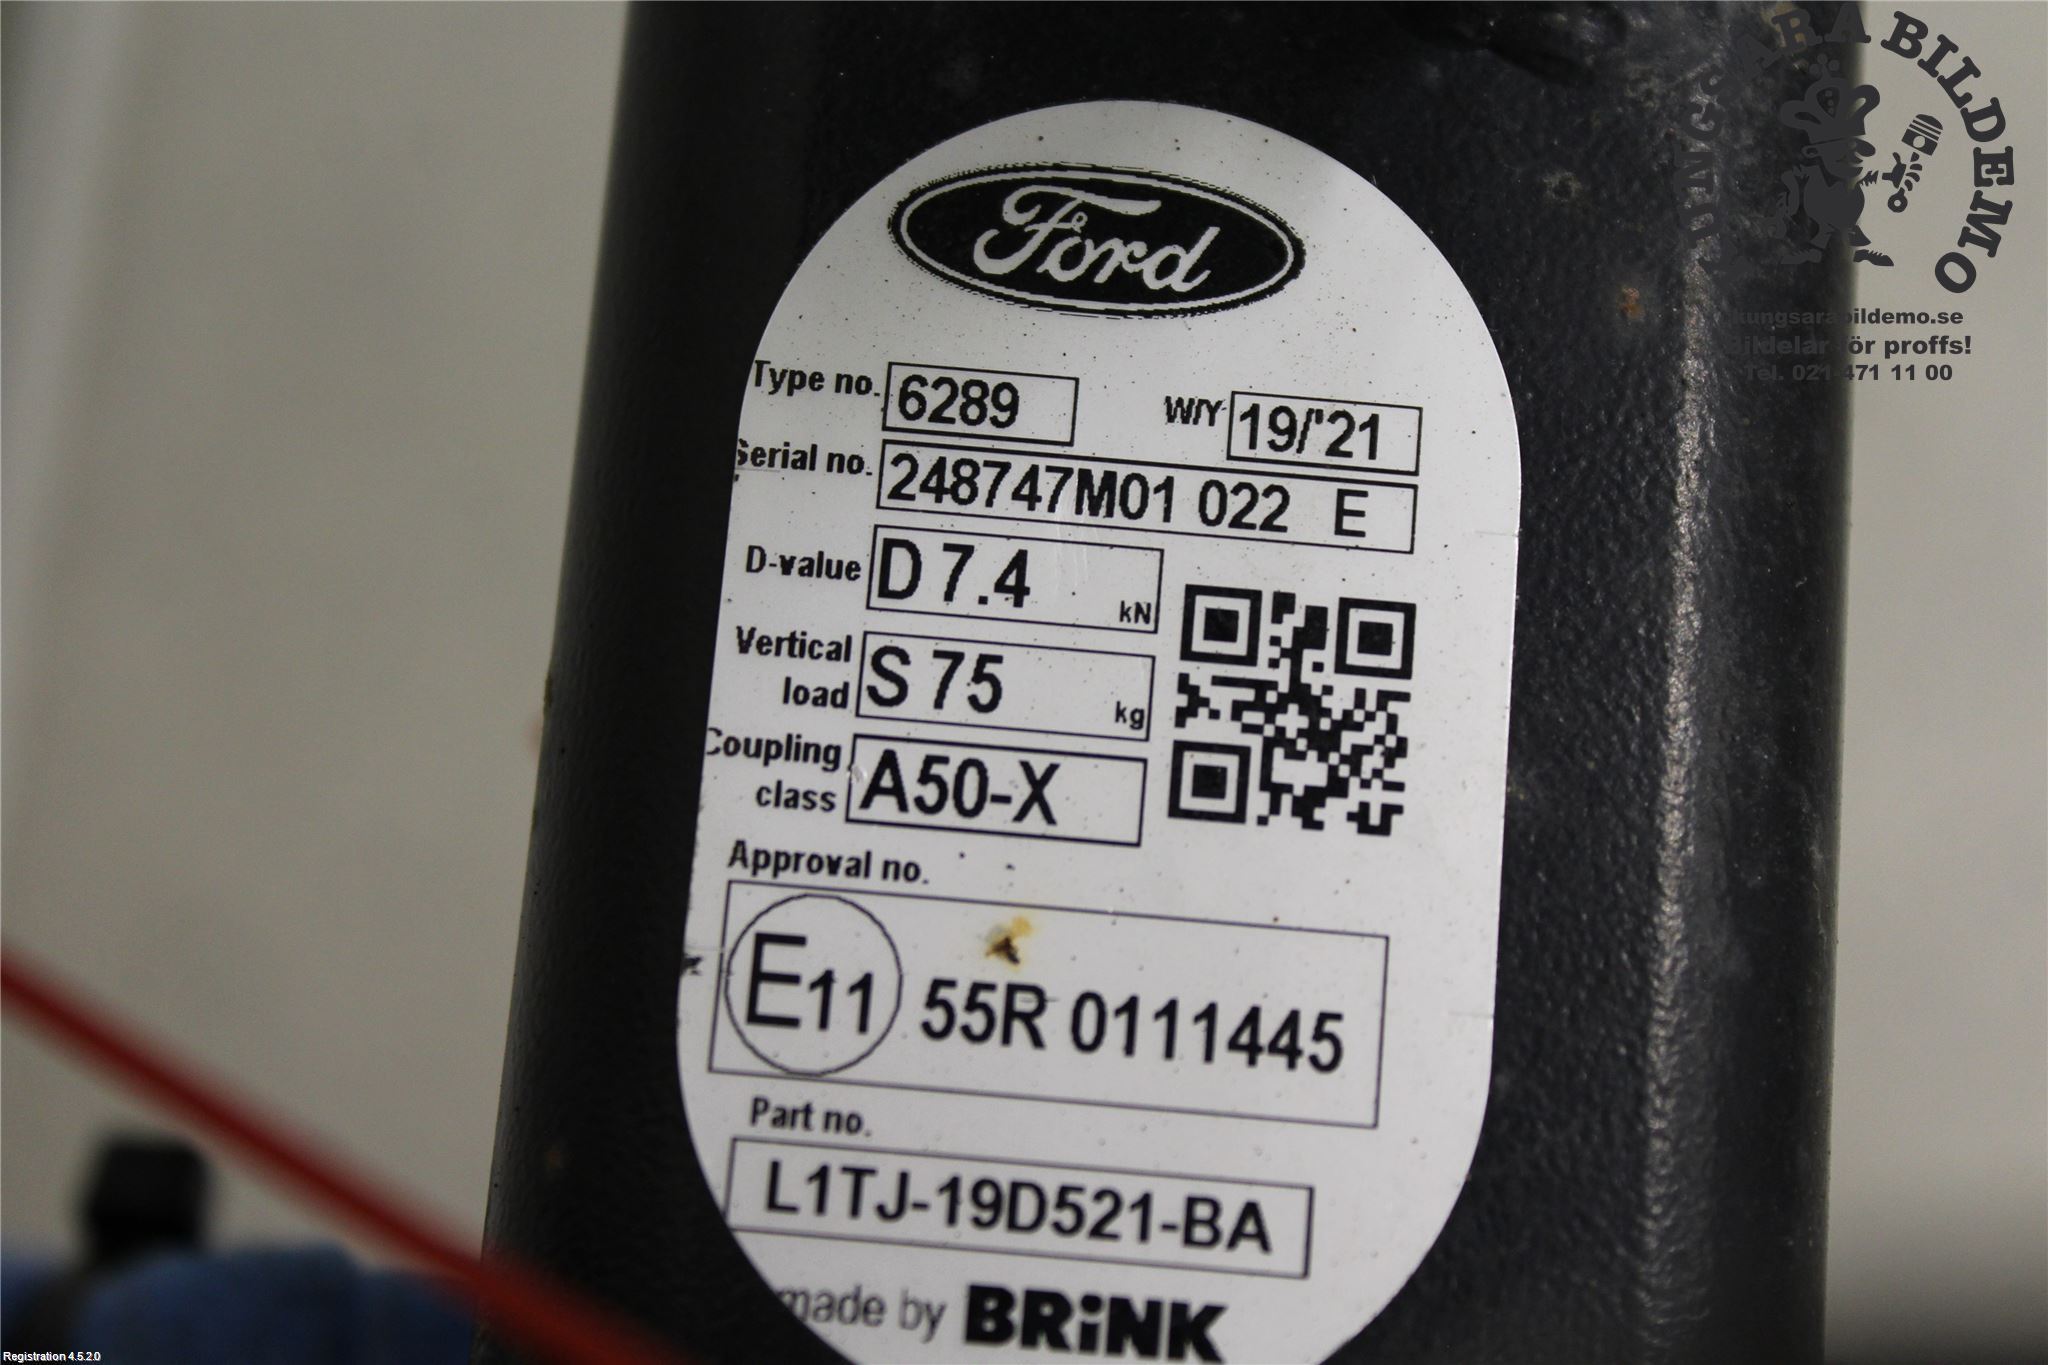 KUNGSARA BILDEMO
kungsarabildemo.se
Bildelar för proffs!
Tel. 021-471 11 00
Ford
Type no. 6289 W/Y 19/'21
Serial no. 248747M01 022 E
D-value D 7.4 kN
Vertical load S 75 kg
Coupling class A50-X
Approval no.
E11 55R 0111445
Part no.
L1TJ-19D521-BA
made by BRiNK
Registration 4.5.2.0